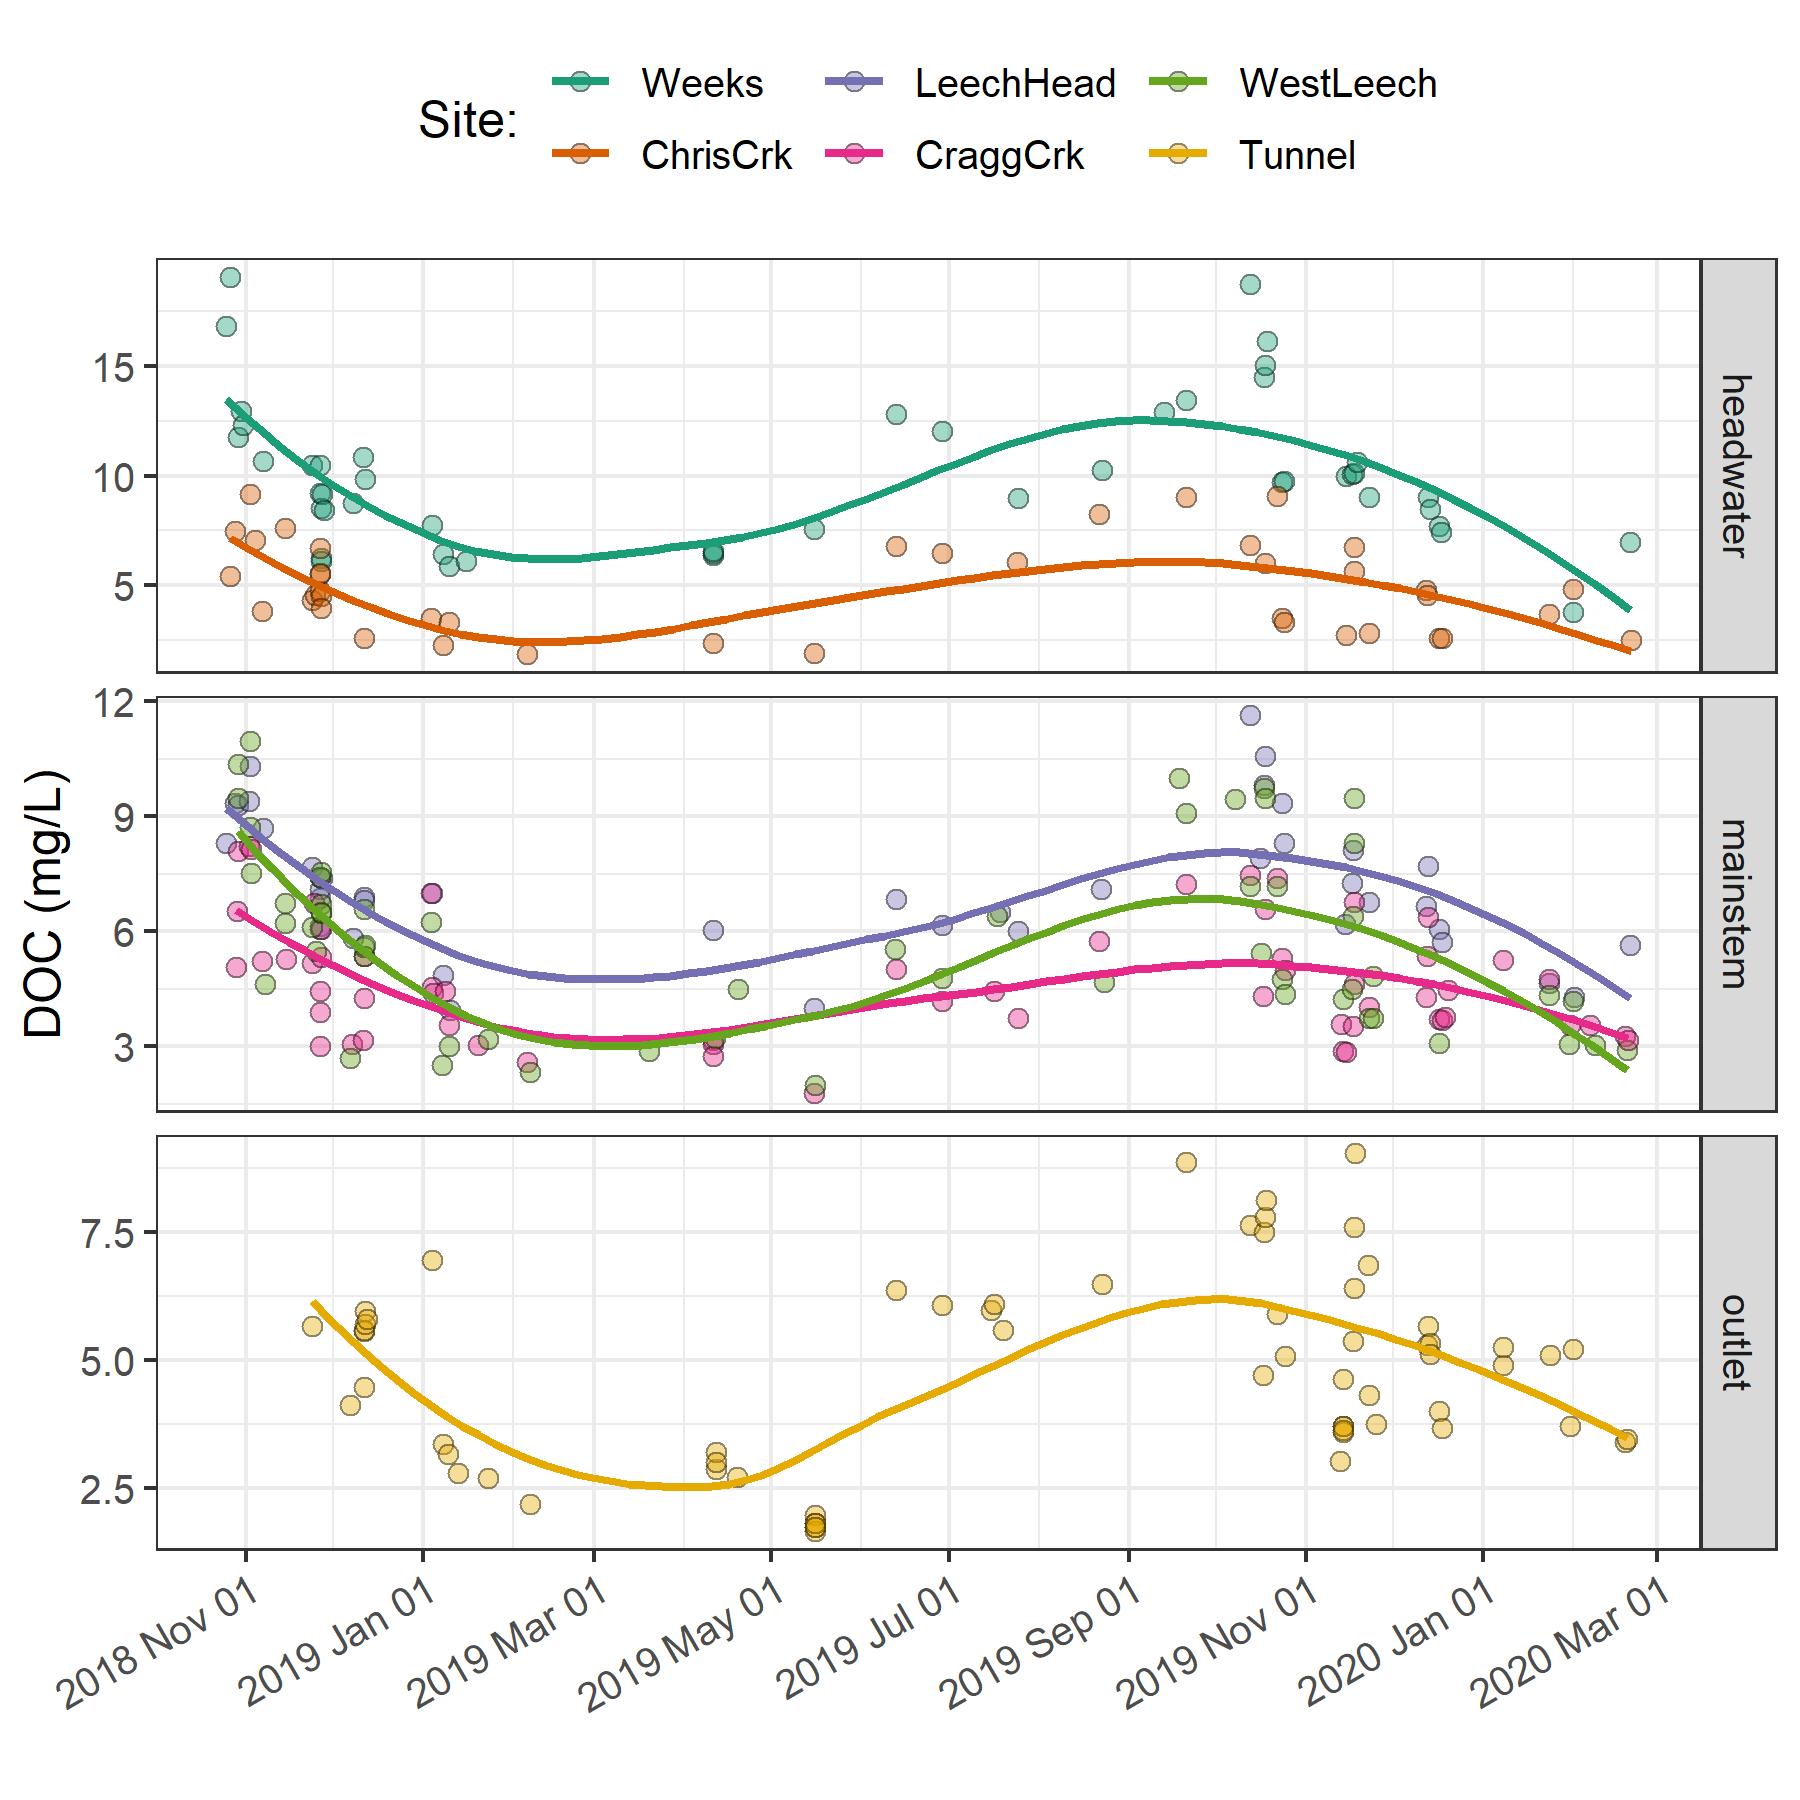 Site:
Weeks
LeechHead
WestLeech
ChrisCrk
CraggCrk
Tunnel
DOC (mg/L)
15
10
5
headwater
12
9
6
3
mainstem
7.5
5.0
2.5
outlet
2018 Nov 01
2019 Jan 01
2019 Mar 01
2019 May 01
2019 Jul 01
2019 Sep 01
2019 Nov 01
2020 Jan 01
2020 Mar 01